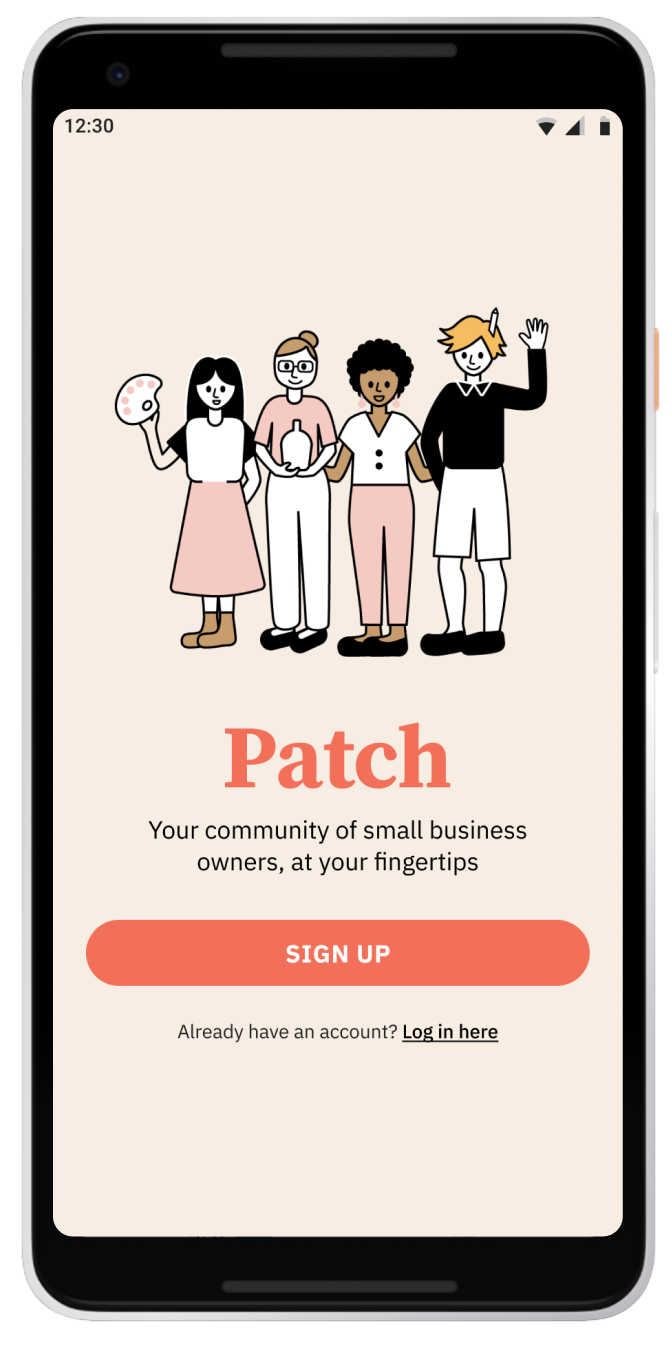 12:30
Patch
Your community of small business
owners, at your fingertips
SIGN UP
Already have an account? Log in here